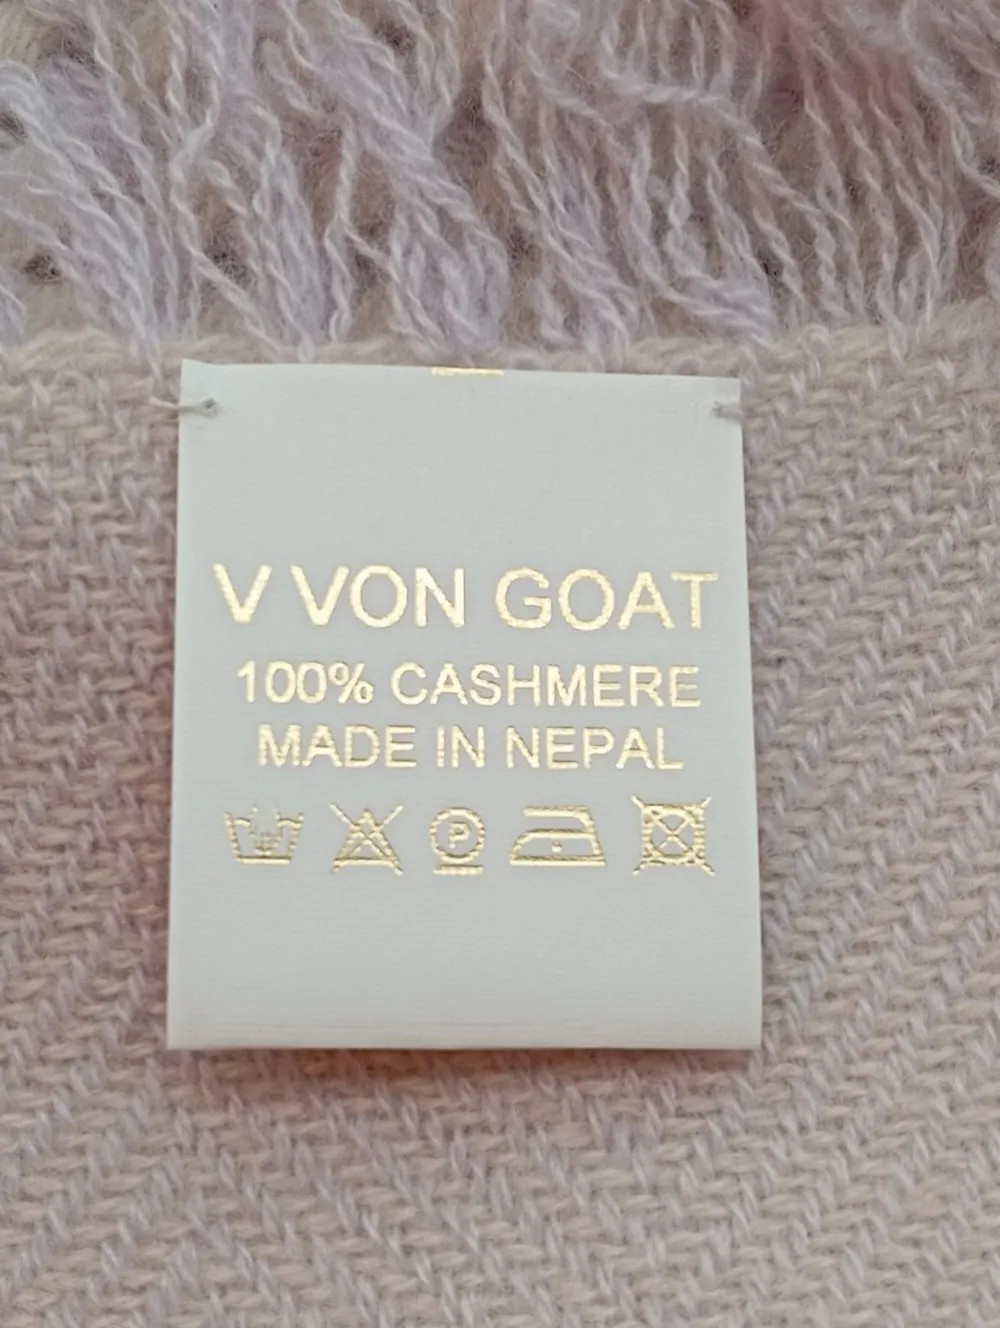 V VON GOAT
100% CASHMERE
MADE IN NEPAL
P